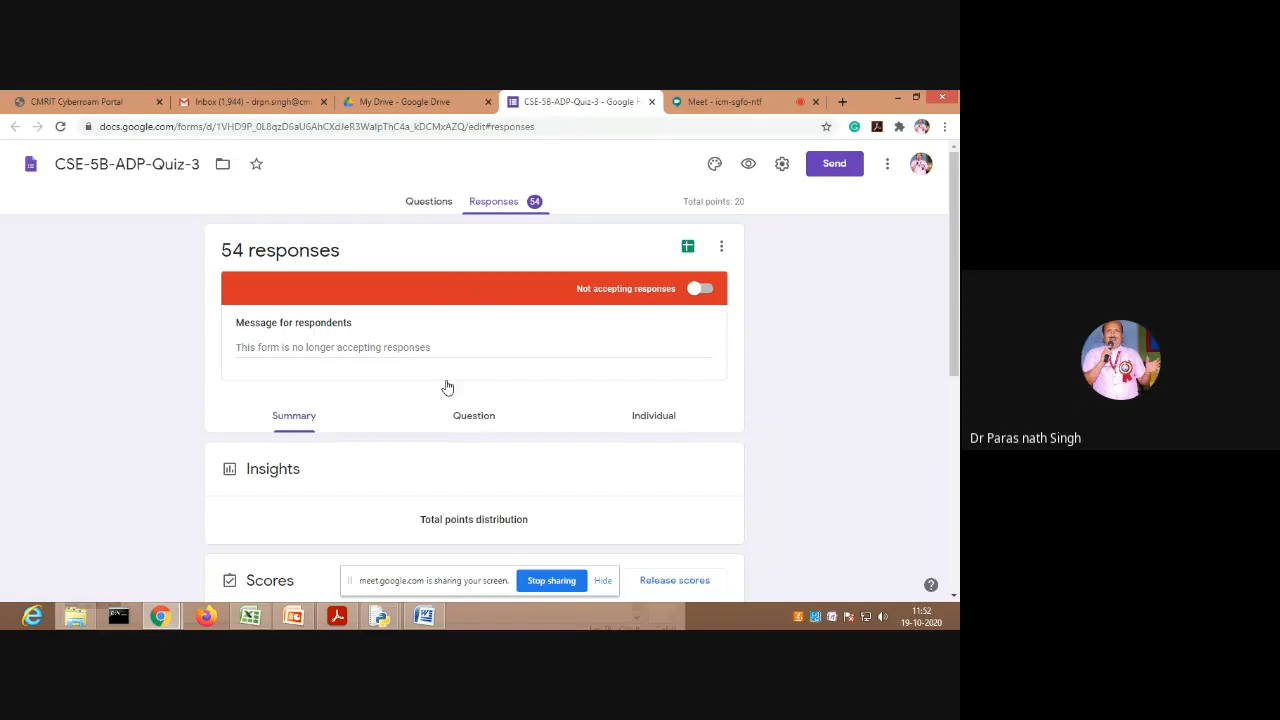 CMRIT Cyberroam Portal
Inbox (1,944) - drpn.singh@cm
My Drive - Google Drive
CSE-5B-ADP-Quiz-3 - Google F
Meet - icm-sgfo-ntf
docs.google.com/forms/d/1VHD9P_0L8qzD6aU6AhCXdJeR3WaIpThC4a_kDCMxAZQ/edit#responses
CSE-5B-ADP-Quiz-3
Send
Questions
Responses 54
Total points: 20
54 responses
Not accepting responses
Message for respondents
This form is no longer accepting responses
Summary
Question
Individual
Dr Paras nath Singh
Insights
Total points distribution
Scores
meet.google.com is sharing your screen.
Stop sharing
Hide
Release scores
11:52
19-10-2020